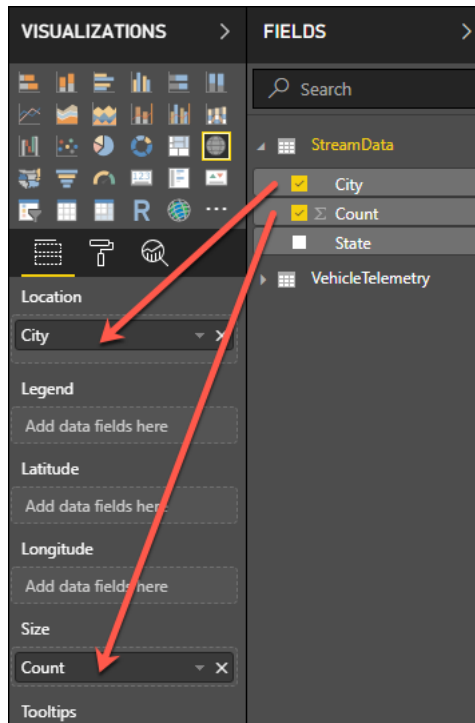 VISUALIZATIONS >
Location
City
Legend
Add data fields here
Latitude
Add data fields here
Longitude
Add data fields here
Size
Count
Tooltips
FIELDS >
Search
StreamData
City
Σ Count
State
VehicleTelemetry
123
R